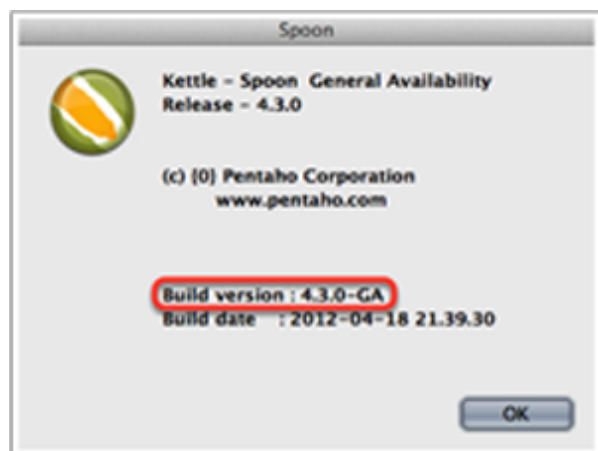 Spoon
Kettle - Spoon General Availability
Release - 4.3.0
(c) {0} Pentaho Corporation
www.pentaho.com
Build version : 4.3.0-GA
Build date : 2012-04-18 21.39.30
OK